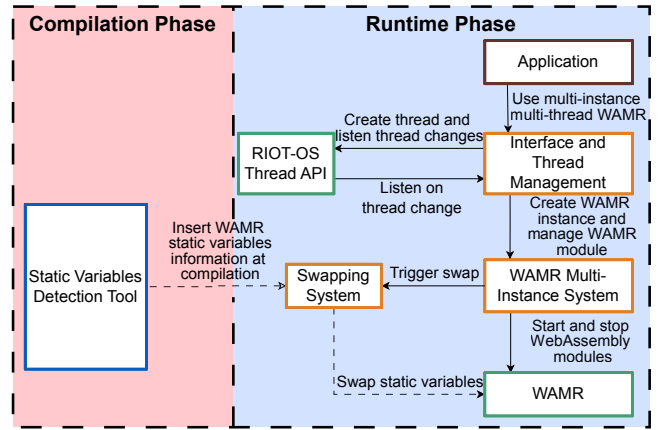 Compilation Phase
Runtime Phase
Application
Use multi-instance
multi-thread WAMR
Create thread and
listen thread changes
RIOT-OS
Thread API
Interface and
Thread
Management
Listen on
thread change
Create WAMR
instance and
manage WAMR
module
Insert WAMR
static variables
information at
compilation
Static Variables
Detection Tool
Swapping
System
Trigger swap
WAMR Multi-
Instance System
Start and stop
WebAssembly
modules
Swap static variables
WAMR